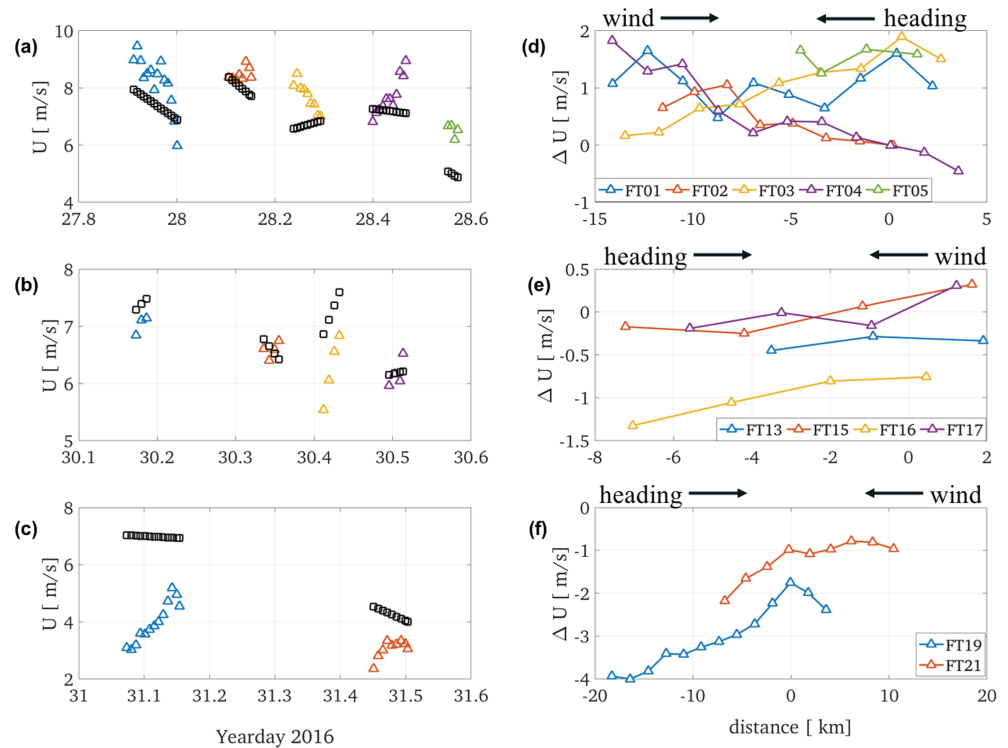 wind heading
(a) 10 8 6 4 U [ m/s] 27.8 28 28.2 28.4 28.6
(d) 2 1 0 1 Δ U [ m/s] -15 -10 -5 0 5
FT01 FT02 FT03 FT04 FT05
heading wind
(b) 8 7 6 5 U [ m/s] 30.1 30.2 30.3 30.4 30.5 30.6
(e) 0.5 0 -0.5 -1 -1.5 Δ U [ m/s] -8 -6 -4 -2 0 2
FT13 FT15 FT16 FT17
heading wind
(c) 8 6 4 2 U [ m/s] 31 31.1 31.2 31.3 31.4 31.5 31.6
(f) -0 -1 -2 -3 -4 Δ U [ m/s] -20 -10 0 10 20
FT19
FT21
Yearday 2016
distance [ km]